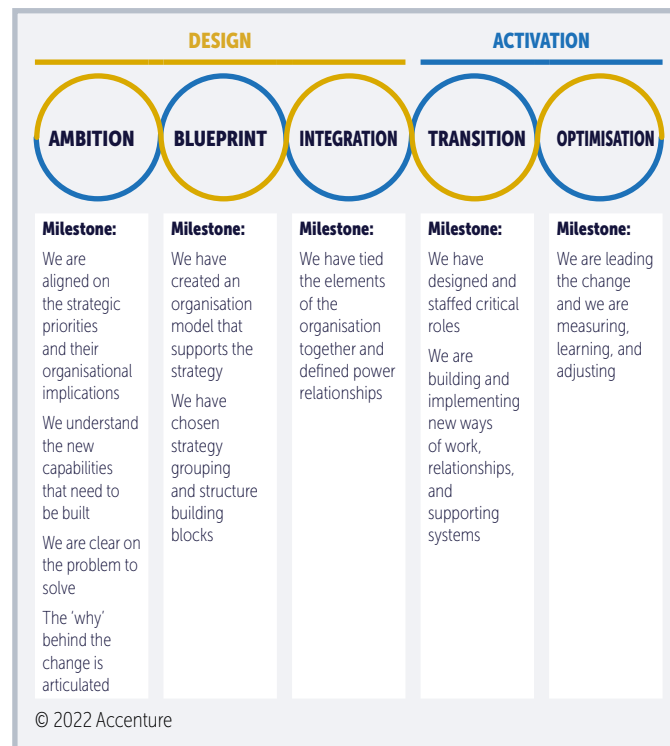 DESIGN
ACTIVATION
AMBITION
BLUEPRINT
INTEGRATION
TRANSITION
OPTIMISATION
Milestone:
We are
aligned on
the strategic
priorities
and their
organisational
implications
We understand
the new
capabilities
that need to
be built
We are clear on
the problem to
solve
The ‘why’
behind the
change is
articulated
Milestone:
We have
created an
organisation
model that
supports the
strategy
We have
chosen
strategy
grouping
and structure
building
blocks
Milestone:
We have tied
the elements
of the
organisation
together and
defined power
relationships
Milestone:
We have
designed and
staffed critical
roles
We are
building and
implementing
new ways
of work,
relationships,
and
supporting
systems
Milestone:
We are leading
the change
and we are
measuring,
learning, and
adjusting
© 2022 Accenture